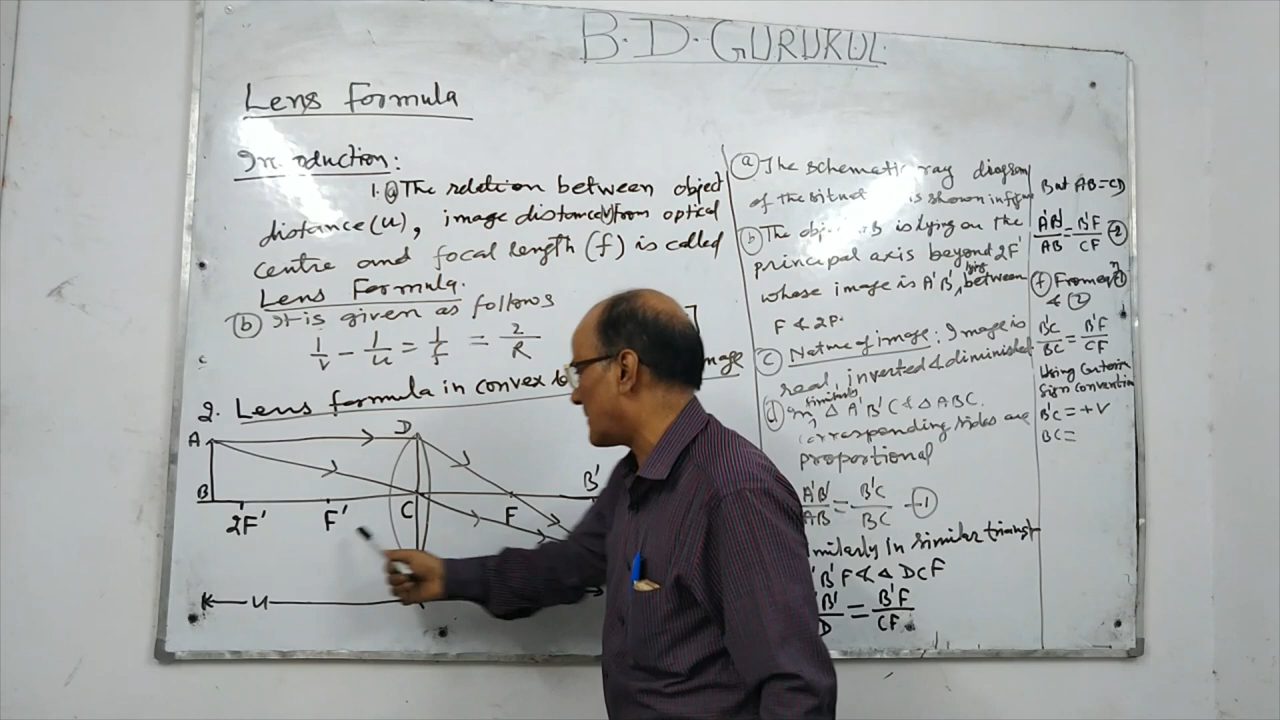 B.D. GURUKUL
Lens Formula
Introduction:
1. (a) The relation between object
distance (u), image distance (v) from optical
centre and focal length (f) is called
Lens Formula.
(b) It is given as follows
1/v - 1/u = 1/f = 2/R
2. Lens formula in convex
image
A
D
B
2F'
F'
C
F
B'
u
(a) The schematic ray diagram
of the situat is shown in
(b) The is lying on the
principal axis beyond 2F'
whose image is A'B', between
F & 2F.
(c) Nature of image: Image is
real, inverted & diminished
(d) In similar Δ A'B'C & Δ ABC.
corresponding sides are
proportional
A'B'/AB = B'C/BC -(1)
similarly in similar
B'F & Δ DCF
B'/D = B'F/CF
But AB = CD
A'B'/AB = B'F/CF -(2)
(f) From eqn (1)
& (2)
B'C/BC = B'F/CF
Using
sign convention
B'C = +v
BC =